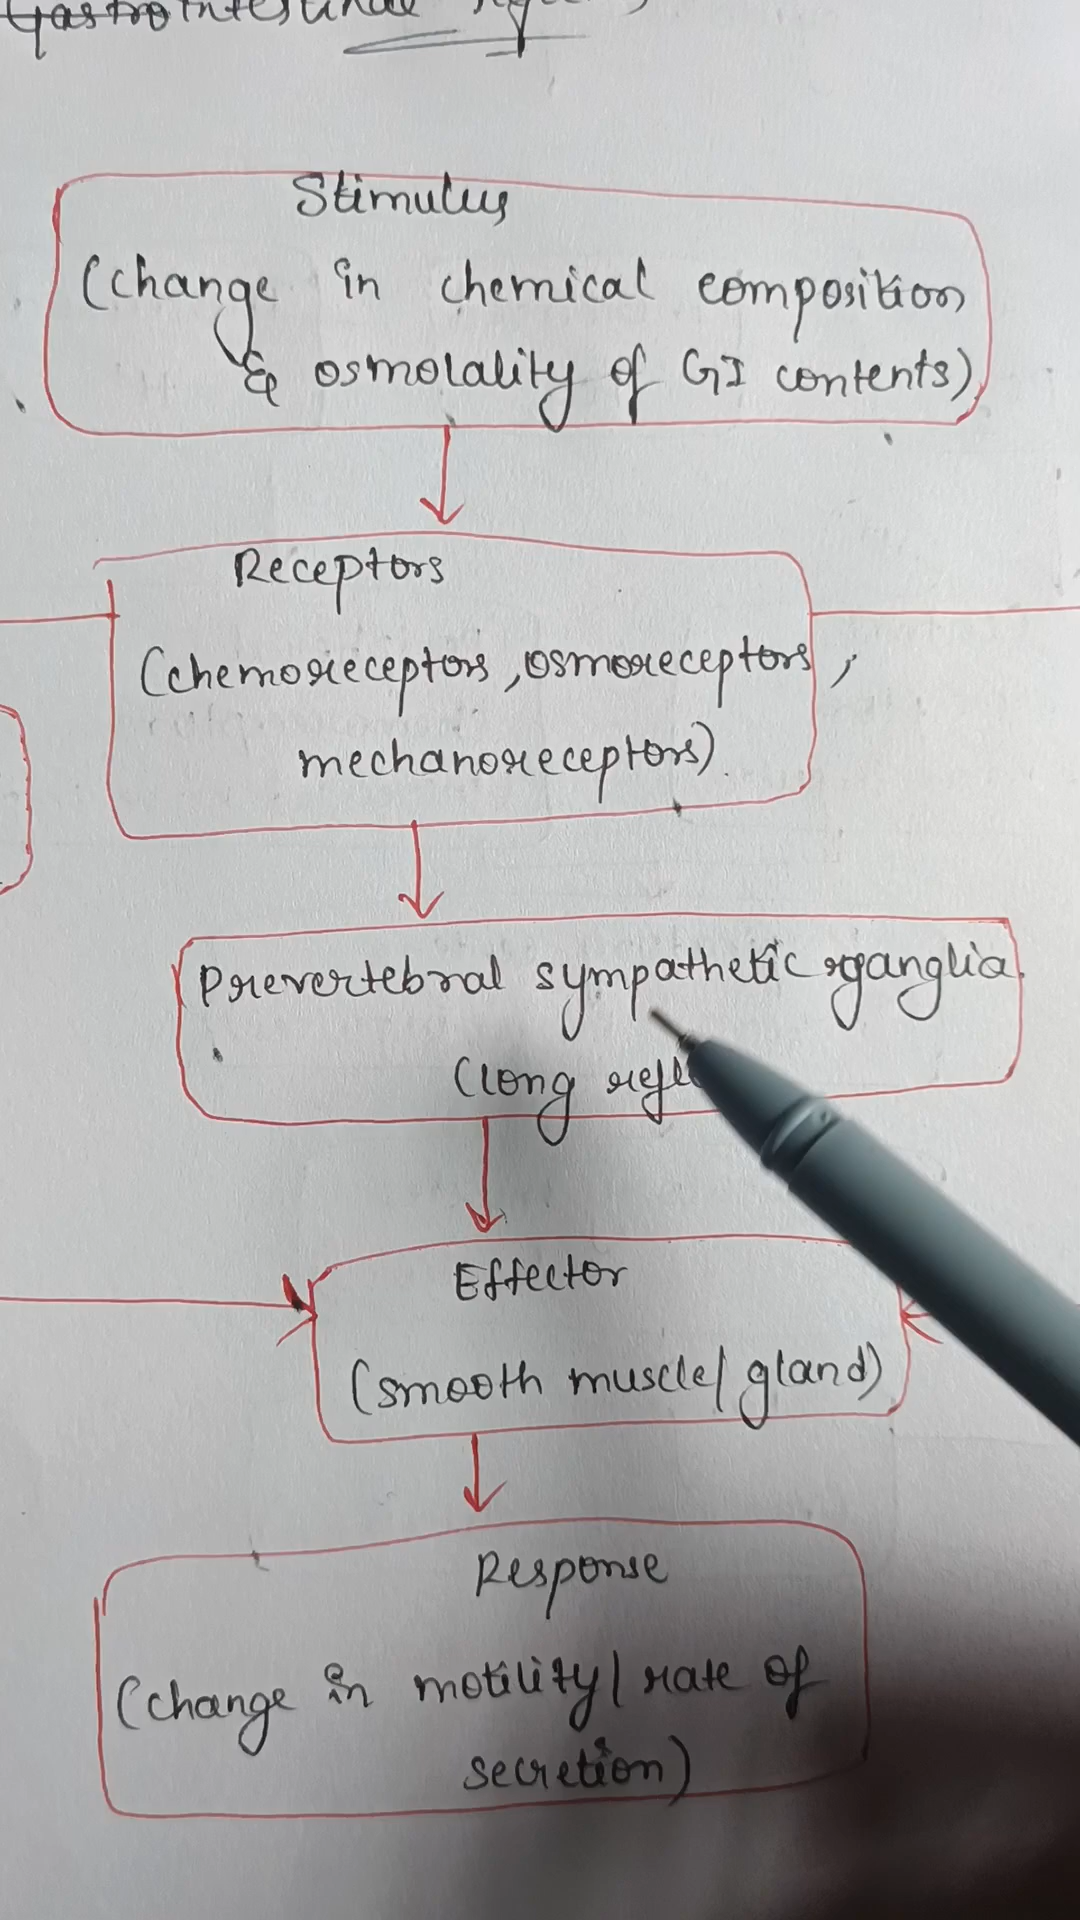 Gastrointestinal
Stimulus
(change in chemical composition
& osmolality of GI contents)
Receptors
(chemoreceptors, osmoreceptors,
mechanoreceptors).
Prevertebral sympathetic ganglia.
(long
Effector
(smooth muscle/gland)
Response
(change in motility/rate of
secretion)